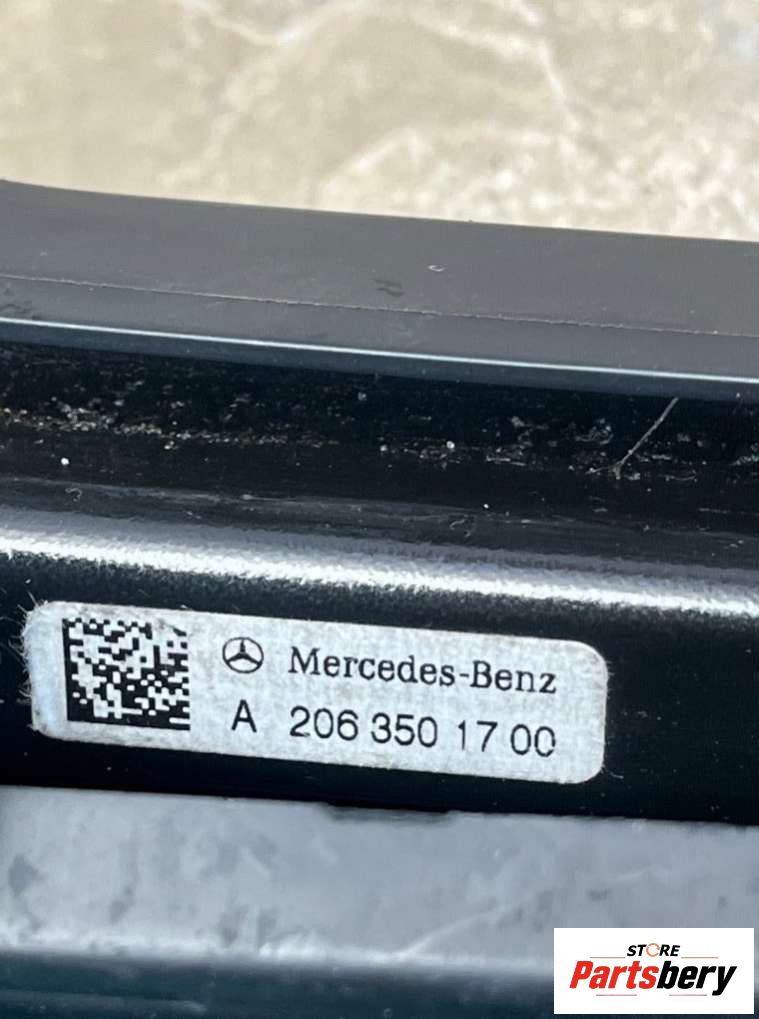 Mercedes-Benz
A 206 350 17 00
STORE
Partsbery